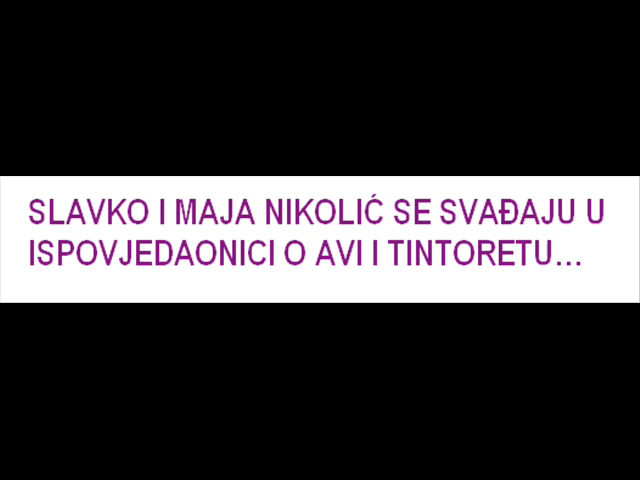 SLAVKO I MAJA NIKOLIĆ SE SVAĐAJU U
ISPOVJEDAONICI O AVI I TINTORETU...